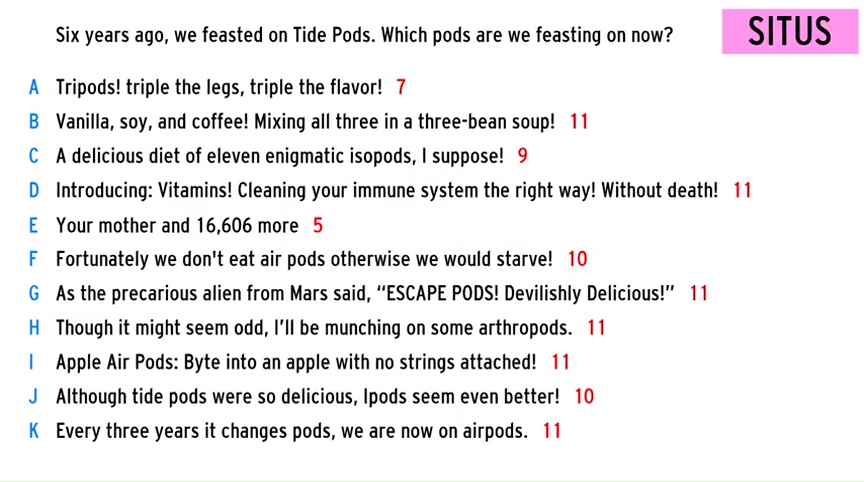 Six years ago, we feasted on Tide Pods. Which pods are we feasting on now?
SITUS
A Tripods! triple the legs, triple the flavor! 7
B Vanilla, soy, and coffee! Mixing all three in a three-bean soup! 11
C A delicious diet of eleven enigmatic isopods, I suppose! 9
D Introducing: Vitamins! Cleaning your immune system the right way! Without death! 11
E Your mother and 16,606 more 5
F Fortunately we don't eat air pods otherwise we would starve! 10
G As the precarious alien from Mars said, “ESCAPE PODS! Devilishly Delicious!” 11
H Though it might seem odd, I’ll be munching on some arthropods. 11
I Apple Air Pods: Byte into an apple with no strings attached! 11
J Although tide pods were so delicious, Ipods seem even better! 10
K Every three years it changes pods, we are now on airpods. 11